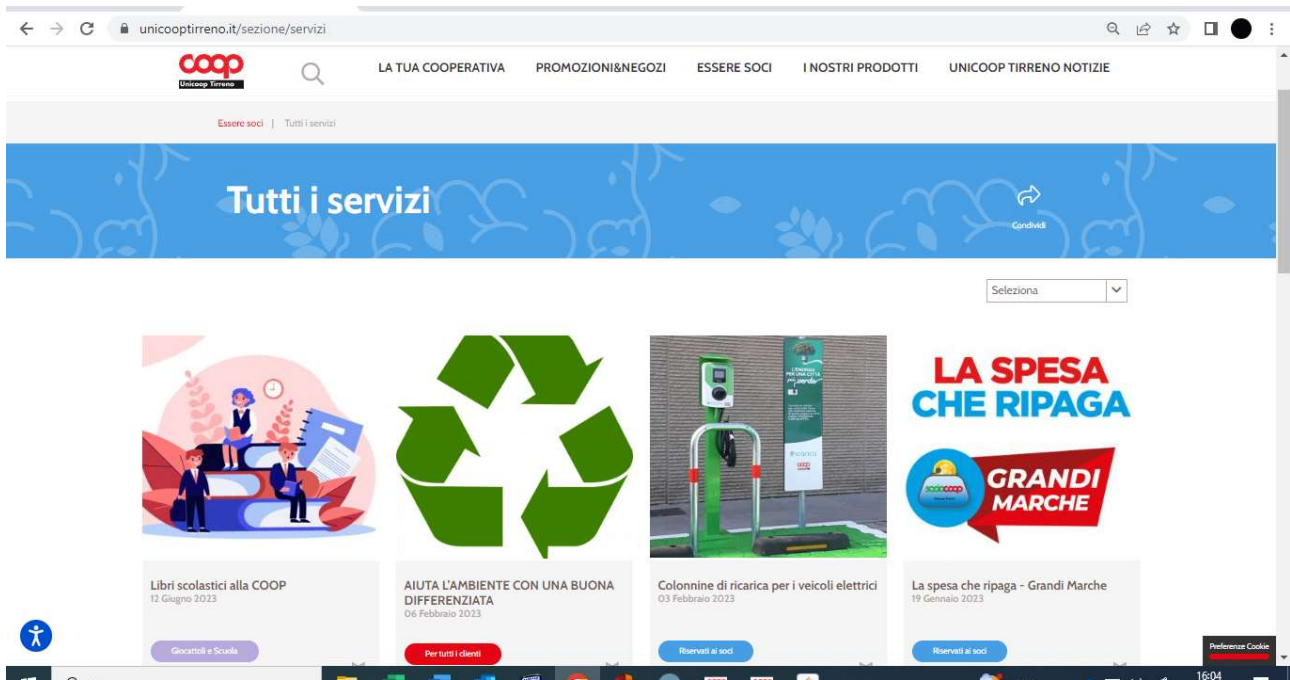 unicooptirreno.it/sezione/servizi
coop
Unicoop Tirreno
LA TUA COOPERATIVA PROMOZIONI&NEGOZI ESSERE SOCI I NOSTRI PRODOTTI UNICOOP TIRRENO NOTIZIE
Essere soci | Tutti i servizi
Tutti i servizi
Condividi
Seleziona
LA SPESA
CHE RIPAGA
GRANDI
MARCHE
Libri scolastici alla COOP
12 Giugno 2023
Giocattoli e Scuola
AIUTA L'AMBIENTE CON UNA BUONA
DIFFERENZIATA
06 Febbraio 2023
Per tutti i clienti
Colonnine di ricarica per i veicoli elettrici
03 Febbraio 2023
Riservati ai soci
La spesa che ripaga - Grandi Marche
19 Gennaio 2023
Riservati ai soci
Preferenze Cookie
16:04